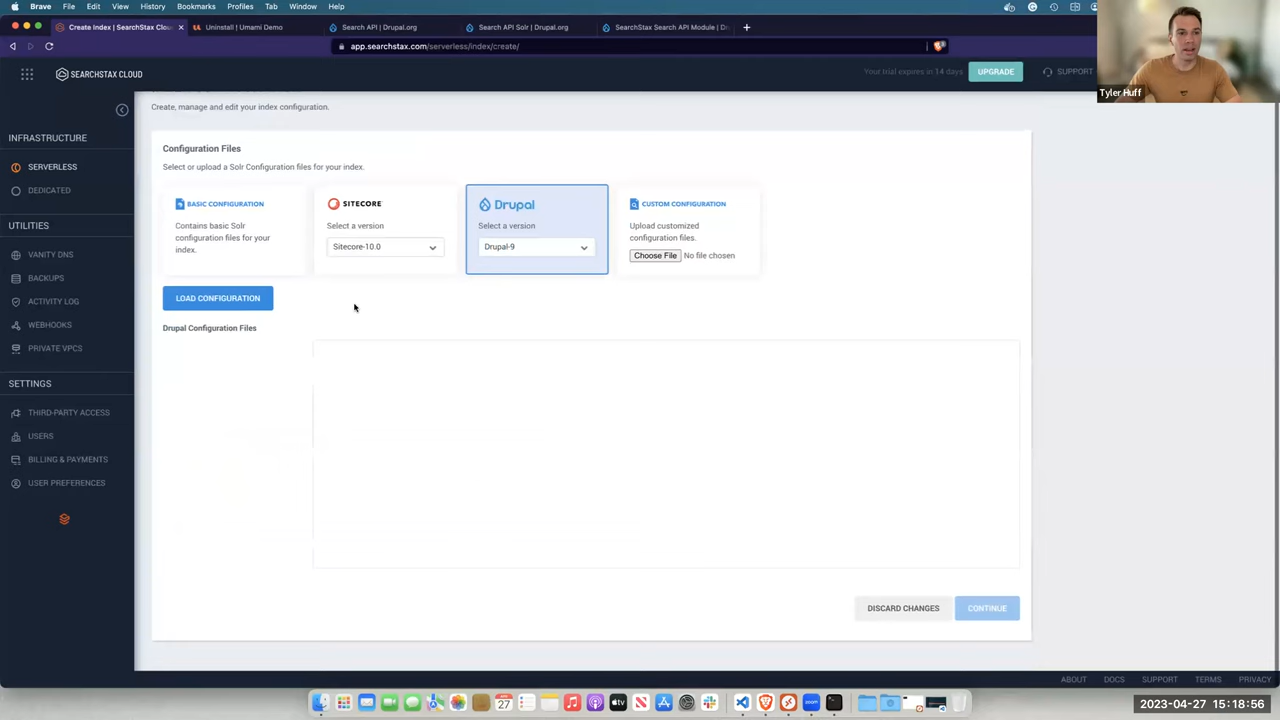 Brave File Edit View History Bookmarks Profiles Tab Window Help
Create Index | SearchStax Clou
Uninstall | Umami Demo
Search API | Drupal.org
Search API Solr | Drupal.org
SearchStax Search API Module | D
app.searchstax.com/serverless/index/create/
SEARCHSTAX CLOUD
Your trial expires in 14 days
UPGRADE
SUPPORT
Tyler Huff
INFRASTRUCTURE
SERVERLESS
DEDICATED
UTILITIES
VANITY DNS
BACKUPS
ACTIVITY LOG
WEBHOOKS
PRIVATE VPCS
SETTINGS
THIRD-PARTY ACCESS
USERS
BILLING & PAYMENTS
USER PREFERENCES
Create, manage and edit your index configuration.
Configuration Files
Select or upload a Solr Configuration files for your index.
BASIC CONFIGURATION
Contains basic Solr
configuration files for your
index.
SITECORE
Select a version
Sitecore-10.0
Drupal
Select a version
Drupal-9
CUSTOM CONFIGURATION
Upload customized
configuration files.
Choose File No file chosen
LOAD CONFIGURATION
Drupal Configuration Files
DISCARD CHANGES
CONTINUE
ABOUT DOCS SUPPORT TERMS PRIVACY
2023-04-27 15:18:56